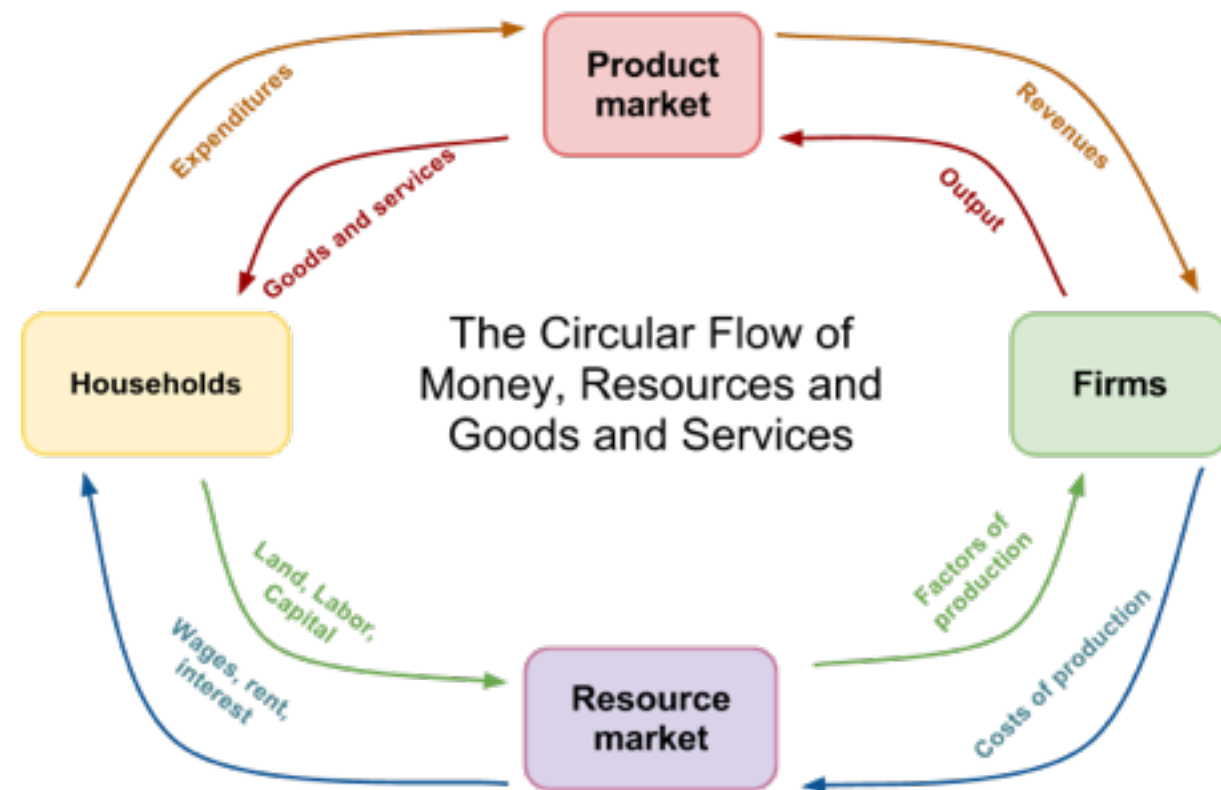 Product
market
Expenditures
Revenues
Goods and services
Output
Households
The Circular Flow of
Money, Resources and
Goods and Services
Firms
Land, Labor,
Capital
Factors of
production
Wages, rent,
interest
Costs of production
Resource
market